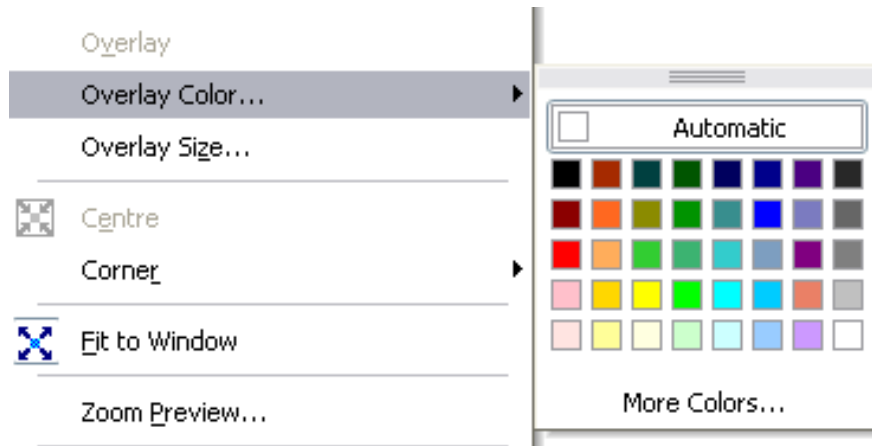 Overlay
Overlay Color...
Overlay Size...
Centre
Corner
Fit to Window
Zoom Preview...
Automatic
More Colors...